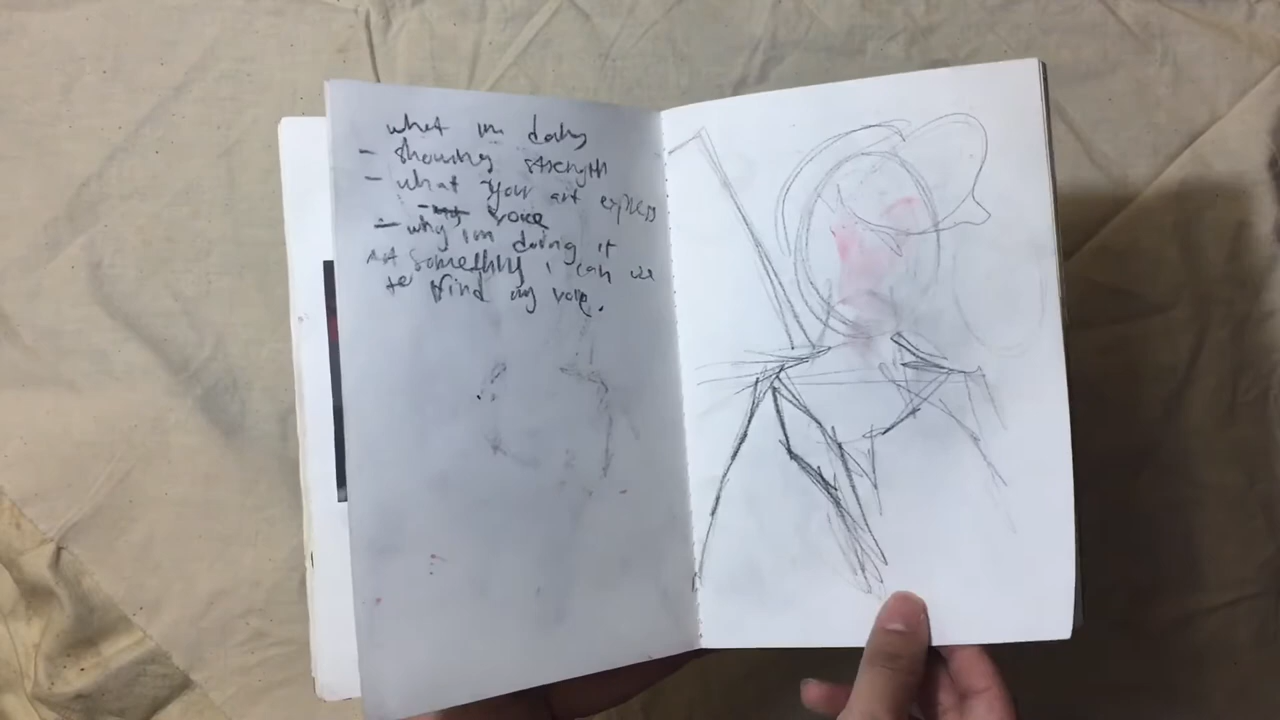 what im doing
- showing strength
- what your art express
- voice
- why im doing it
Art something i can use
to find my voice.